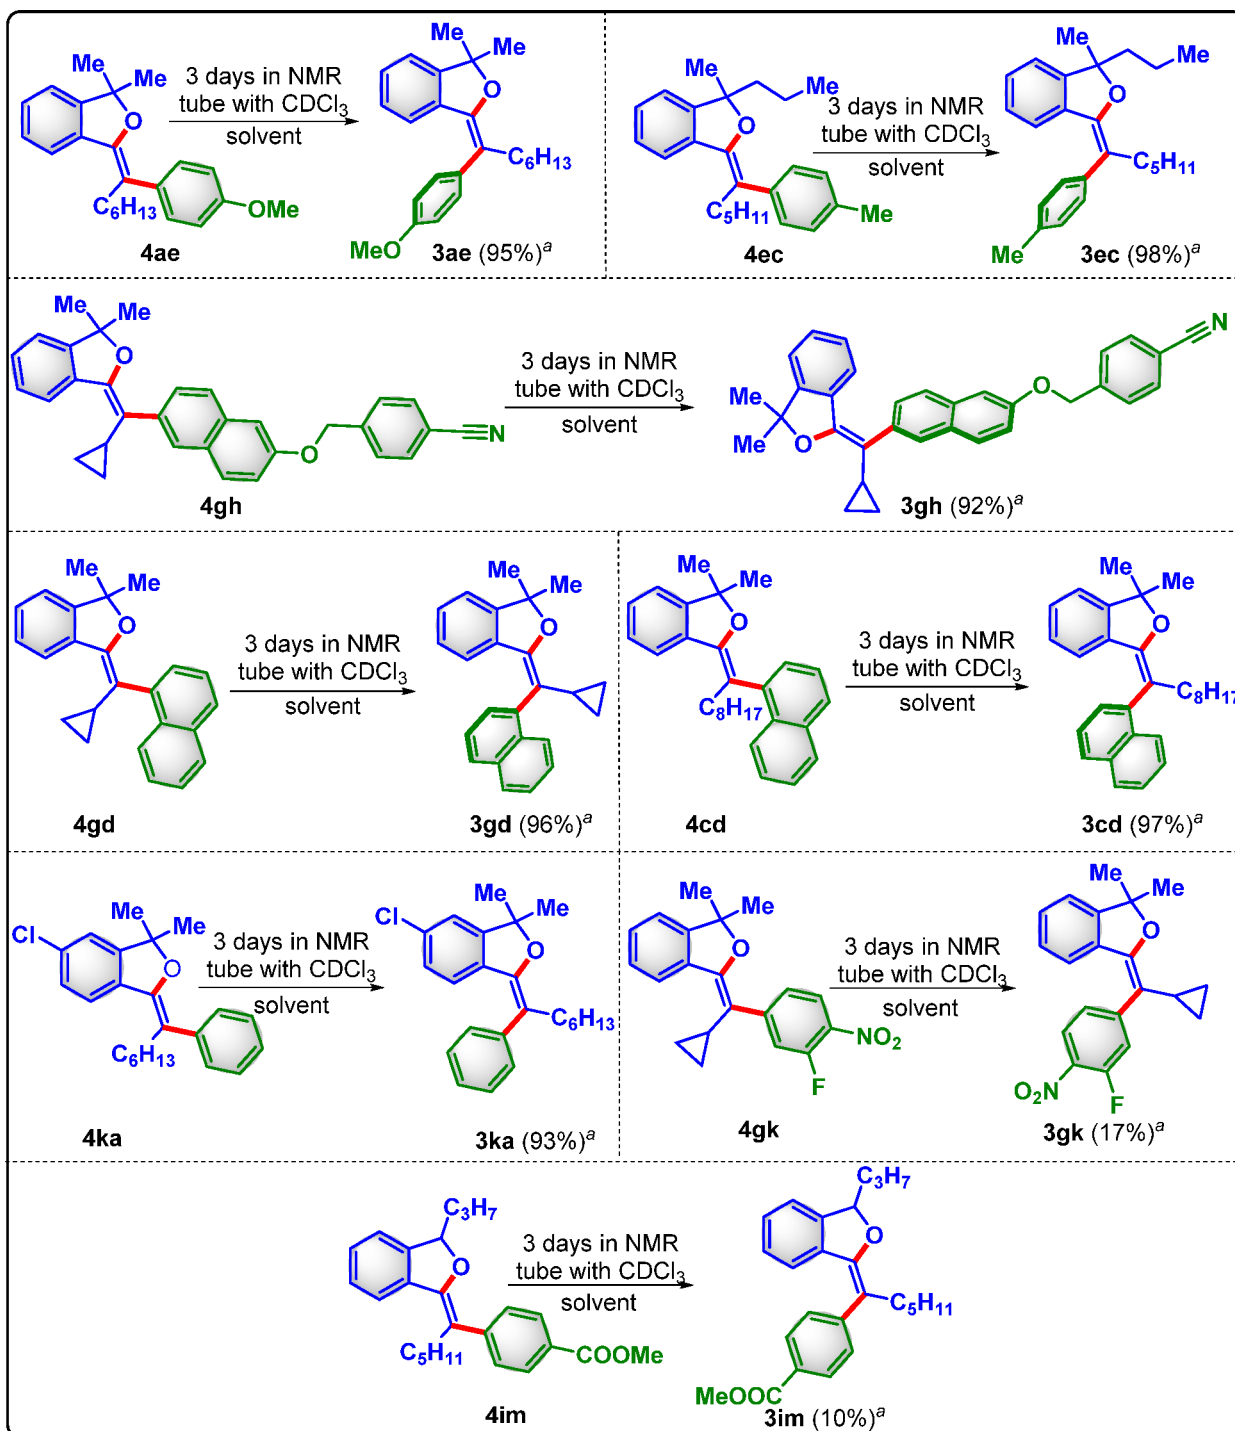 Me Me
3 days in NMR
tube with CDCl3
solvent
O
C6H13
OMe
4ae
Me Me
O
C6H13
MeO
3ae (95%)a
Me
Me
O
C5H11
Me
4ec
3 days in NMR
tube with CDCl3
solvent
Me
Me
O
C5H11
Me
3ec (98%)a
Me Me
O
O
N
4gh
3 days in NMR
tube with CDCl3
solvent
Me
Me
O
O
N
3gh (92%)a
Me
Me
O
4gd
3 days in NMR
tube with CDCl3
solvent
Me
Me
O
3gd (96%)a
Me
Me
O
C8H17
4cd
3 days in NMR
tube with CDCl3
solvent
Me
Me
O
C8H17
3cd (97%)a
Cl
Me
Me
O
C6H13
4ka
3 days in NMR
tube with CDCl3
solvent
Cl
Me
Me
O
C6H13
3ka (93%)a
Me
Me
O
NO2
F
4gk
3 days in NMR
tube with CDCl3
solvent
Me
Me
O
O2N
F
3gk (17%)a
C3H7
O
C5H11
COOMe
4im
3 days in NMR
tube with CDCl3
solvent
C3H7
O
C5H11
MeOOC
3im (10%)a